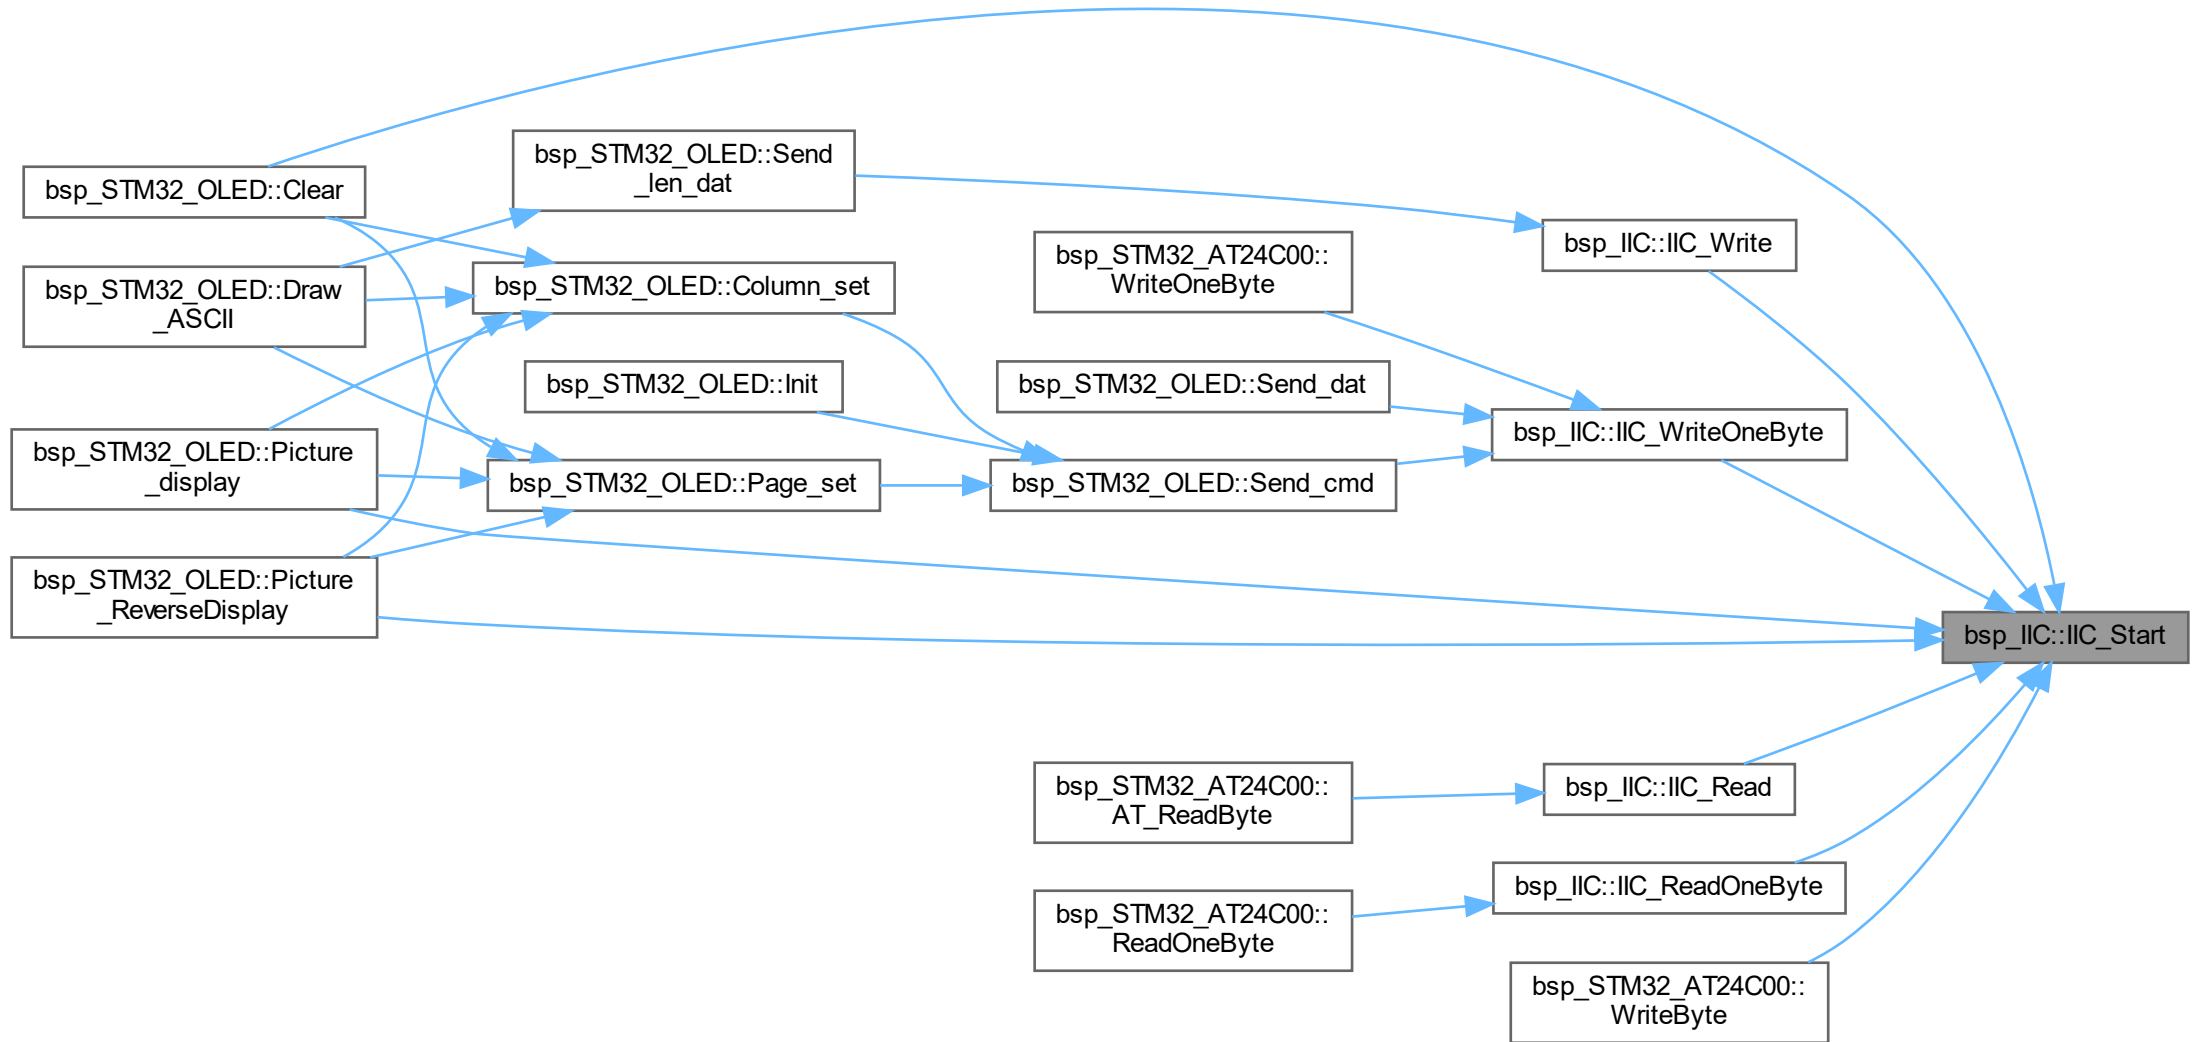 bsp_STM32_OLED::Clear
bsp_STM32_OLED::Draw
_ASCII
bsp_STM32_OLED::Picture
_display
bsp_STM32_OLED::Picture
_ReverseDisplay
bsp_STM32_OLED::Send
_len_dat
bsp_STM32_OLED::Column_set
bsp_STM32_OLED::Init
bsp_STM32_OLED::Page_set
bsp_STM32_AT24C00::
WriteOneByte
bsp_STM32_OLED::Send_dat
bsp_STM32_OLED::Send_cmd
bsp_STM32_AT24C00::
AT_ReadByte
bsp_STM32_AT24C00::
ReadOneByte
bsp_IIC::IIC_Write
bsp_IIC::IIC_WriteOneByte
bsp_IIC::IIC_Read
bsp_IIC::IIC_ReadOneByte
bsp_STM32_AT24C00::
WriteByte
bsp_IIC::IIC_Start